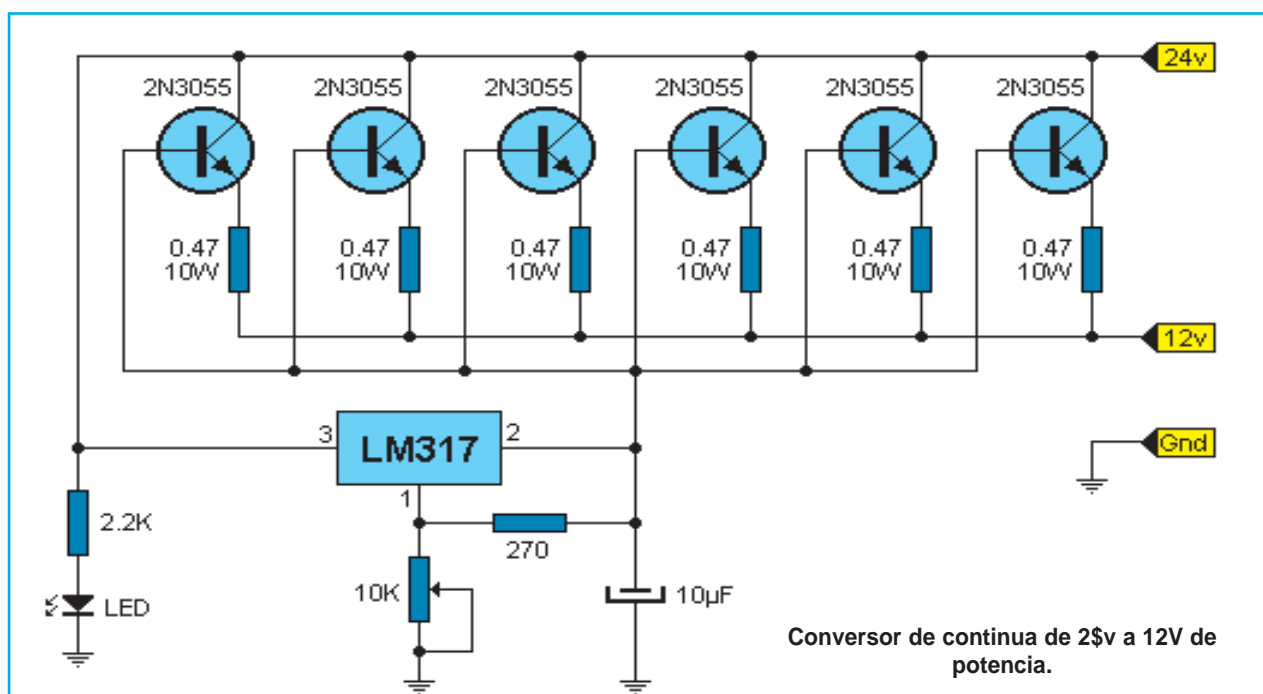 24v
2N3055 2N3055 2N3055 2N3055 2N3055 2N3055
0.47 0.47 0.47 0.47 0.47 0.47
10W 10W 10W 10W 10W 10W
12v
3 LM317 2
Gnd
1
2.2K
270
10K
10µF
LED
Conversor de continua de 2$v a 12V de
potencia.